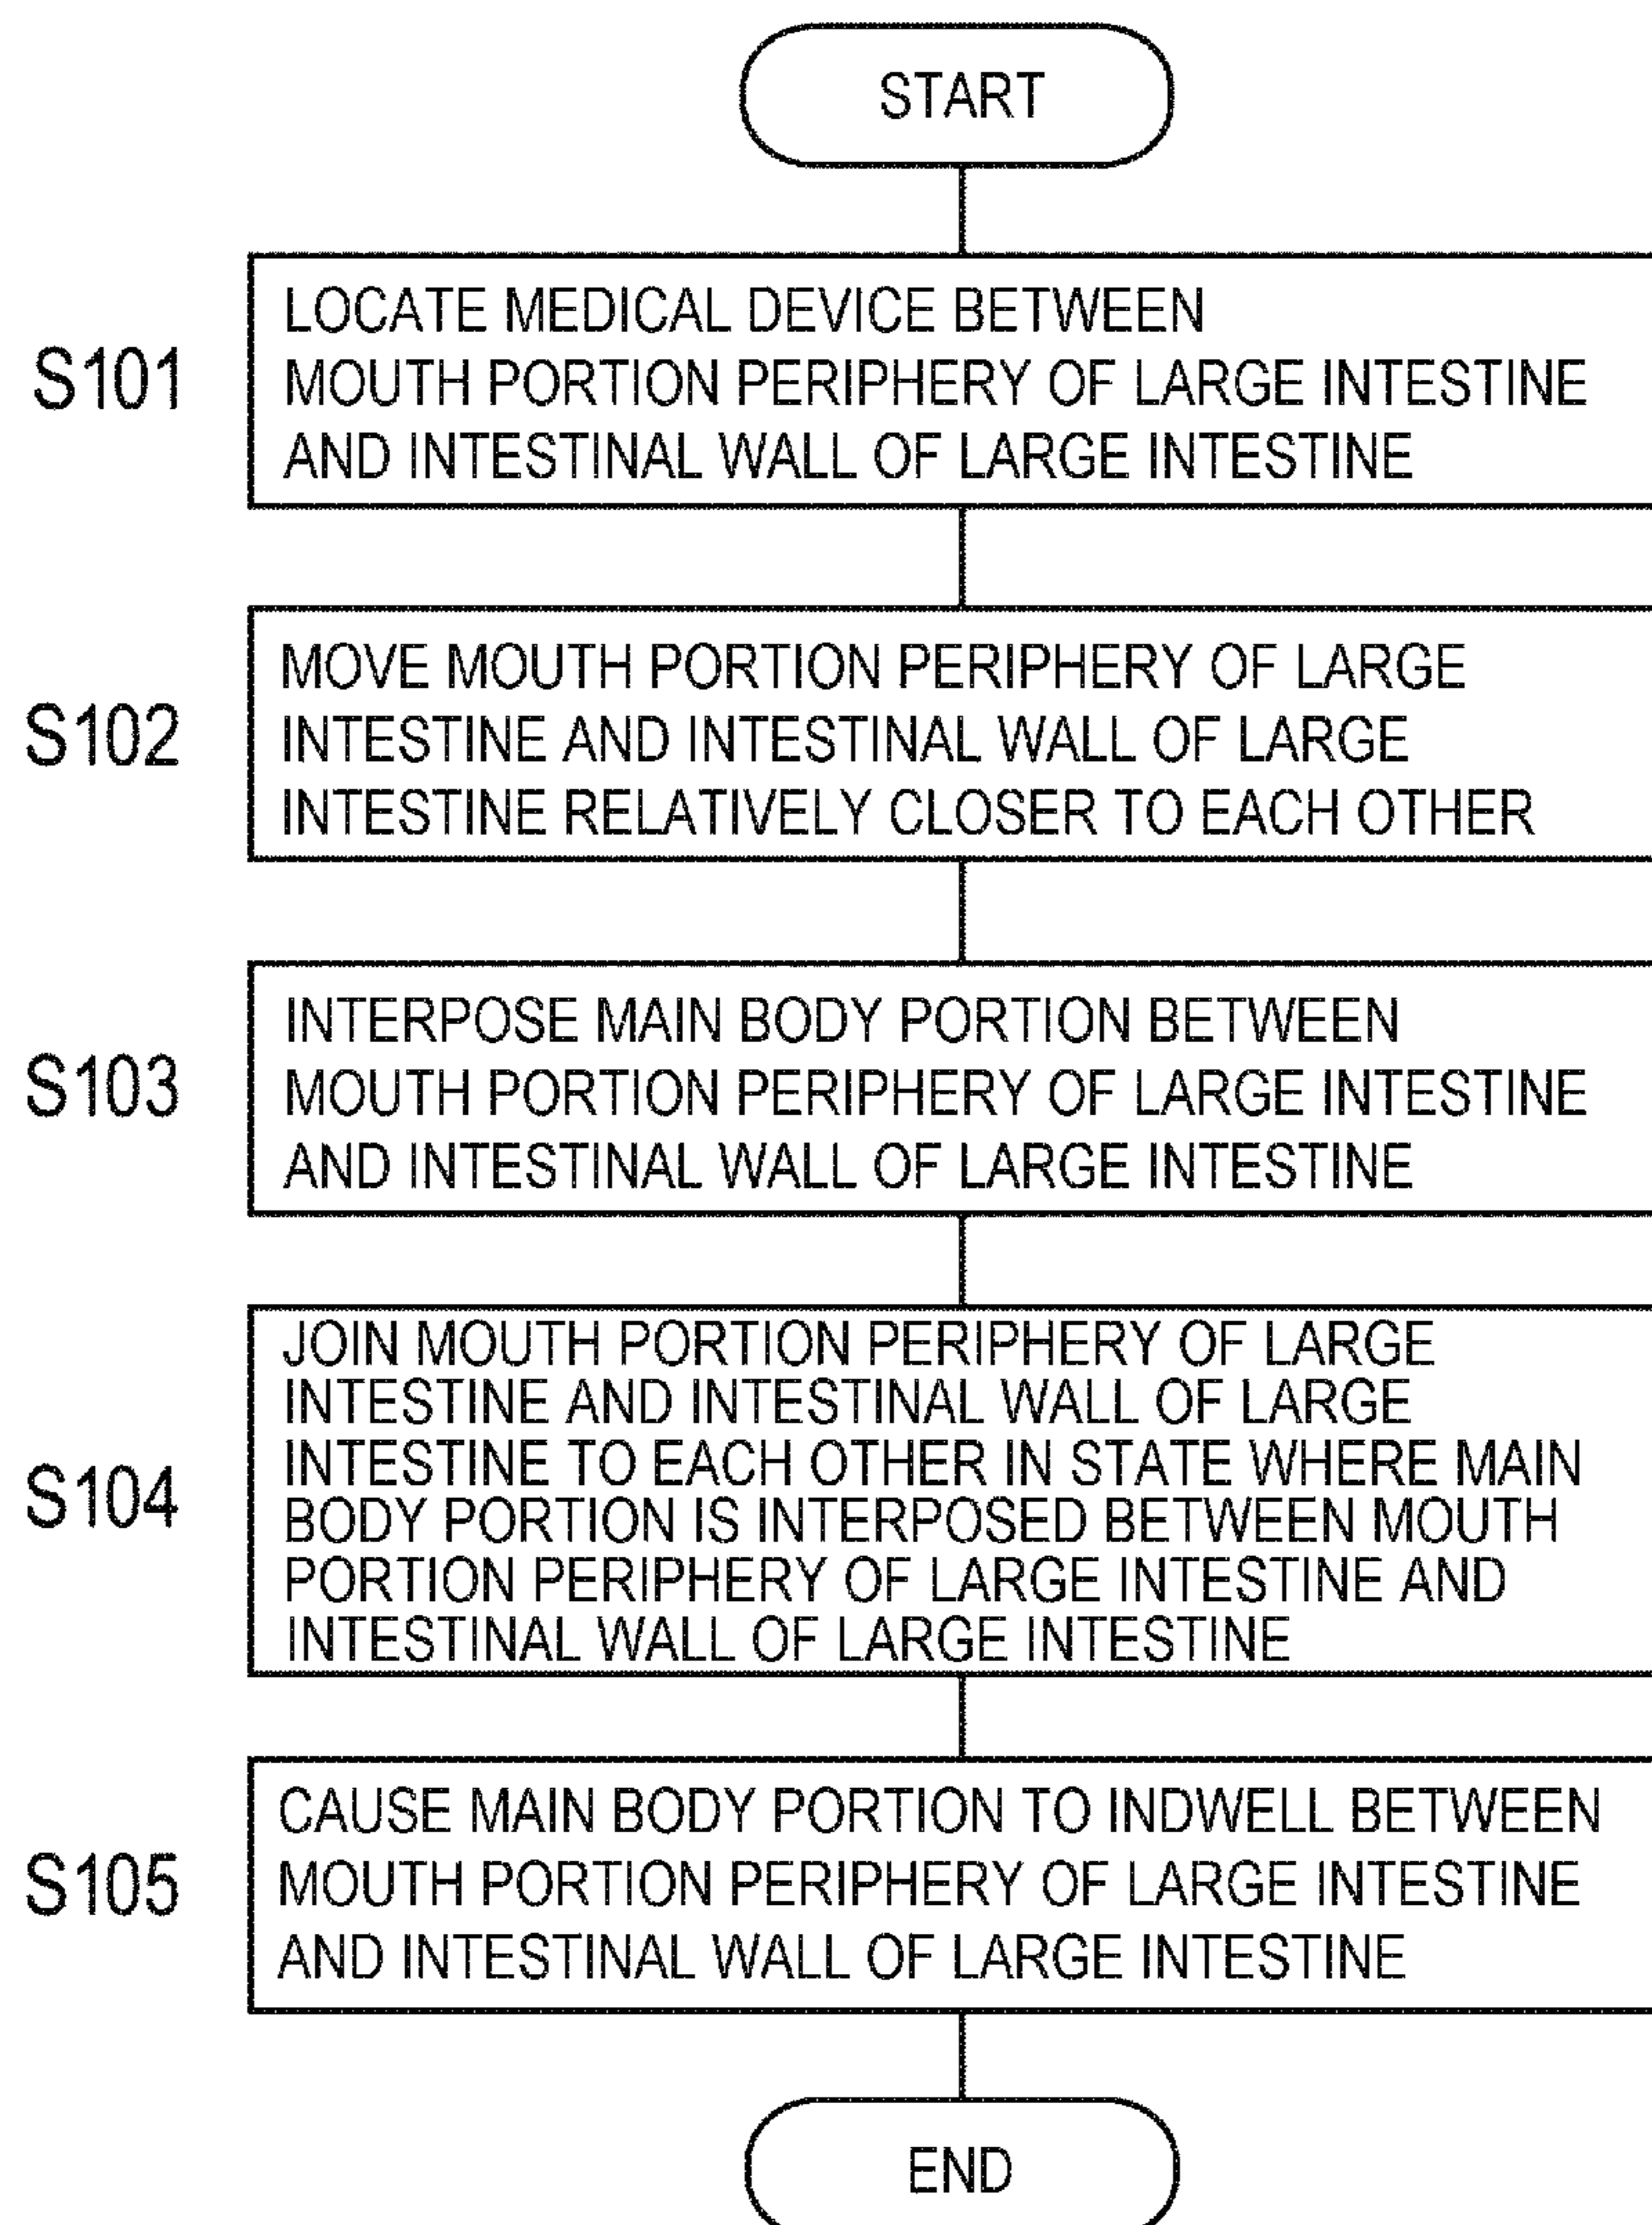 START
S101
LOCATE MEDICAL DEVICE BETWEEN
MOUTH PORTION PERIPHERY OF LARGE INTESTINE
AND INTESTINAL WALL OF LARGE INTESTINE
S102
MOVE MOUTH PORTION PERIPHERY OF LARGE
INTESTINE AND INTESTINAL WALL OF LARGE
INTESTINE RELATIVELY CLOSER TO EACH OTHER
S103
INTERPOSE MAIN BODY PORTION BETWEEN
MOUTH PORTION PERIPHERY OF LARGE INTESTINE
AND INTESTINAL WALL OF LARGE INTESTINE
S104
JOIN MOUTH PORTION PERIPHERY OF LARGE
INTESTINE AND INTESTINAL WALL OF LARGE
INTESTINE TO EACH OTHER IN STATE WHERE MAIN
BODY PORTION IS INTERPOSED BETWEEN MOUTH
PORTION PERIPHERY OF LARGE INTESTINE AND
INTESTINAL WALL OF LARGE INTESTINE
S105
CAUSE MAIN BODY PORTION TO INDWELL BETWEEN
MOUTH PORTION PERIPHERY OF LARGE INTESTINE
AND INTESTINAL WALL OF LARGE INTESTINE
END